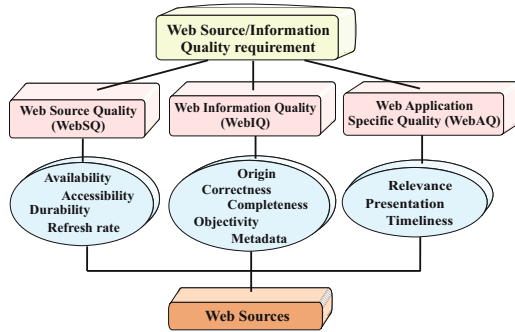 Web Source/Information
Quality requirement
Web Source Quality
(WebSQ)
Web Information Quality
(WebIQ)
Web Application
Specific Quality (WebAQ)
Availability
Accessibility
Durability
Refresh rate
Origin
Correctness
Completeness
Objectivity
Metadata
Relevance
Presentation
Timeliness
Web Sources